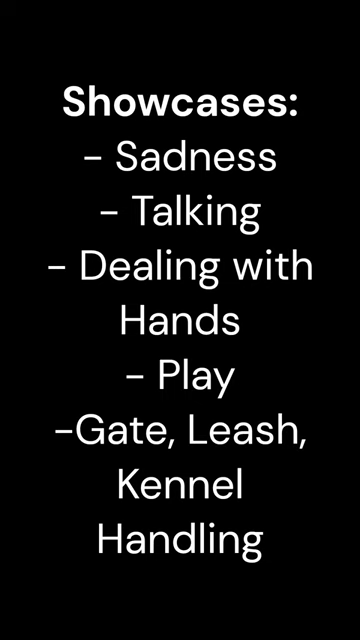 Showcases:
- Sadness
- Talking
- Dealing with
Hands
- Play
-Gate, Leash,
Kennel
Handling